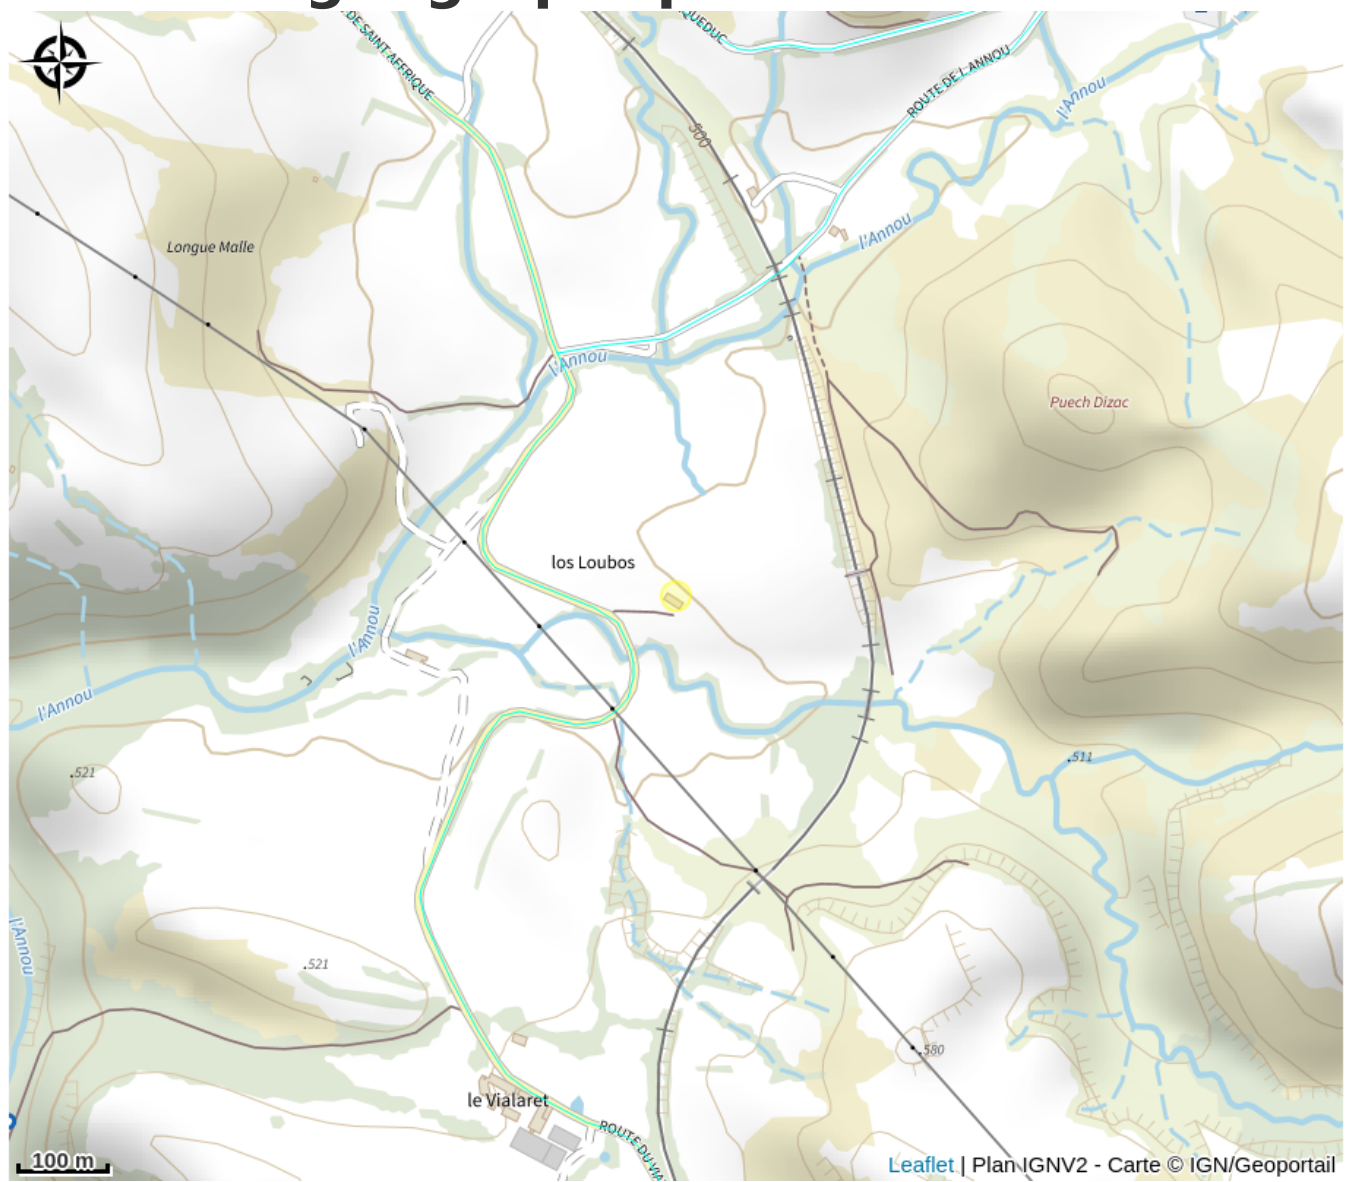 DE SAINT-AFFRIQUE
QUEDUC
ROUTE DE L'ANNOU
l'Annou
500
l'Annou
Longue Malle
l'Annou
Puech Dizac
los Loubos
l'Annou
l'Annou
.511
.521
l'Annou
.521
.580
le Vialaret
ROUTE DU VIA
100 m
Leaflet | Plan IGNV2 - Carte © IGN/Geoportail